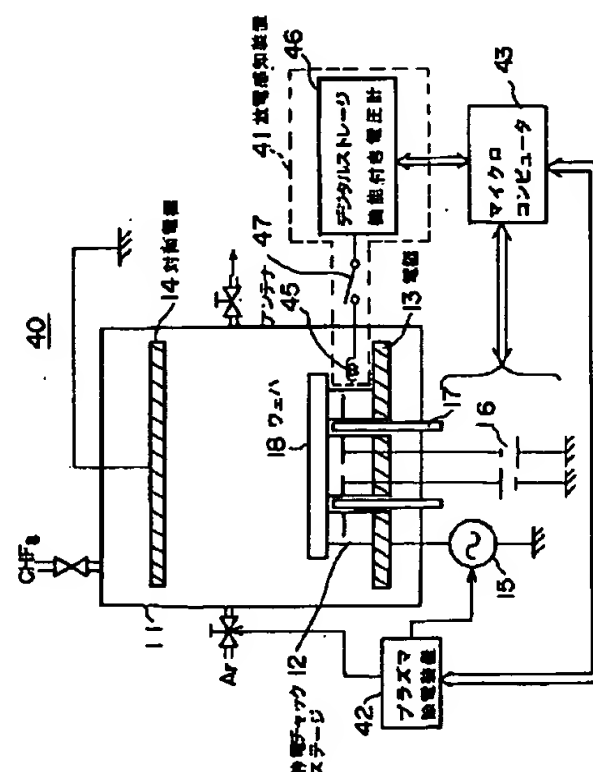 40
CHF₃
11
14 対向電極
41 放電感知装置
46
デジタルストレージ
機能付き電圧計
47
アンテナ
45
18 ウェハ
13 電極
17
16
43
マイクロ
コンピュータ
Ar
12
静電チャック
ステージ
15
42
プラズマ
除電装置